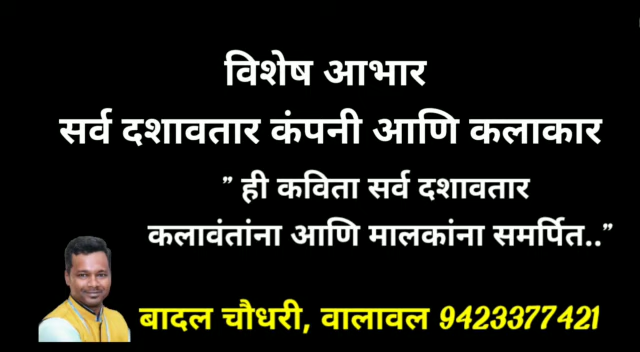 विशेष आभार
सर्व दशावतार कंपनी आणि कलाकार
" ही कविता सर्व दशावतार
कलावंतांना आणि मालकांना समर्पित.."
बादल चौधरी, वालावल 9423377421